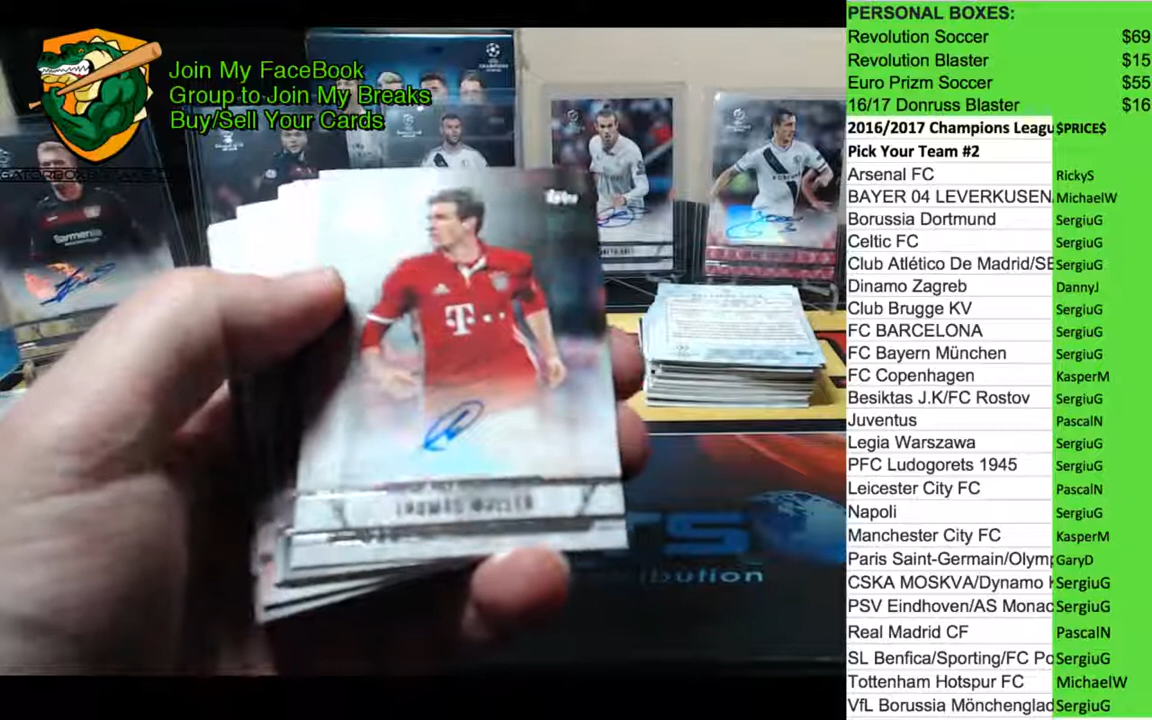 Join My FaceBook
Group to Join My Breaks
Buy/Sell Your Cards
PERSONAL BOXES:
Revolution Soccer $69
Revolution Blaster $15
Euro Prizm Soccer $55
16/17 Donruss Blaster $16
2016/2017 Champions Leagu $PRICE$
Pick Your Team #2
Arsenal FC RickyS
BAYER 04 LEVERKUSEN MichaelW
Borussia Dortmund SergiuG
Celtic FC SergiuG
Club Atlético De Madrid/SE SergiuG
Dinamo Zagreb DannyJ
Club Brugge KV SergiuG
FC BARCELONA SergiuG
FC Bayern München SergiuG
FC Copenhagen KasperM
Besiktas J.K/FC Rostov SergiuG
Juventus PascalN
Legia Warszawa SergiuG
PFC Ludogorets 1945 SergiuG
Leicester City FC PascalN
Napoli SergiuG
Manchester City FC KasperM
Paris Saint-Germain/Olymp GaryD
CSKA MOSKVA/Dynamo SergiuG
PSV Eindhoven/AS Monac SergiuG
Real Madrid CF PascalN
SL Benfica/Sporting/FC Po SergiuG
Tottenham Hotspur FC MichaelW
VfL Borussia Mönchenglad SergiuG
Topps
T